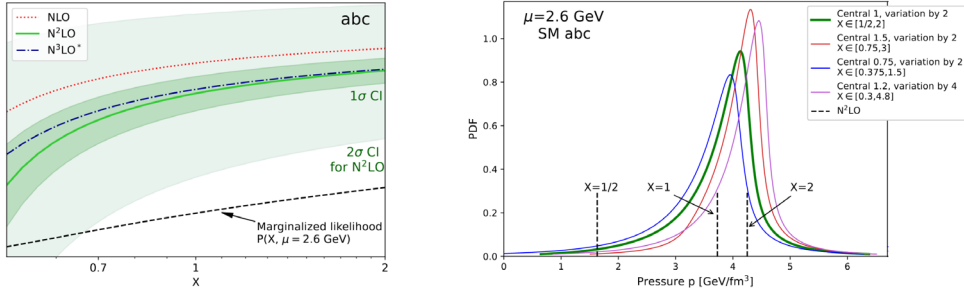 NLO
N²LO
N³LO*
abc
1σ CI
2σ CI
for N²LO
Marginalized likelihood
P(X, μ = 2.6 GeV)
0.7
1
2
X
μ=2.6 GeV
SM abc
Central 1, variation by 2
X∈[1/2,2]
Central 1.5, variation by 2
X∈[0.75,3]
Central 0.75, variation by 2
X∈[0.375,1.5]
Central 1.2, variation by 4
X∈[0.3,4.8]
N²LO
PDF
1.0
0.8
0.6
0.4
0.2
0.0
X=1/2
X=1
X=2
0
1
2
3
4
5
6
Pressure p [GeV/fm³]